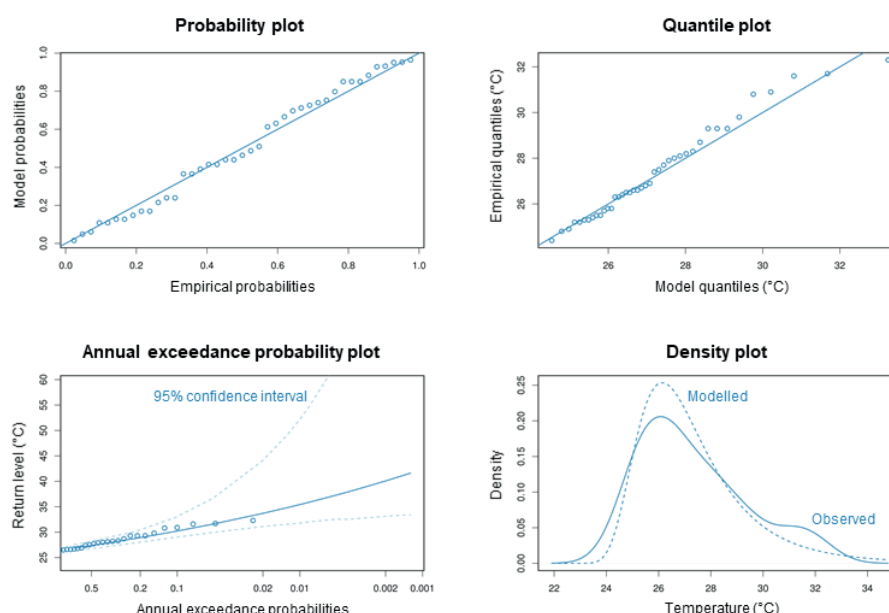 Probability plot
Model probabilities
1.0
0.8
0.6
0.4
0.2
0.0
0.0 0.2 0.4 0.6 0.8 1.0
Empirical probabilities
Quantile plot
Empirical quantiles (°C)
32
30
28
26
26 28 30 32
Model quantiles (°C)
Annual exceedance probability plot
Return level (°C)
60
55
50
45
40
35
30
25
95% confidence interval
0.5 0.2 0.1 0.02 0.01 0.002 0.001
Annual exceedance probabilities
Density plot
Density
0.25
0.20
0.15
0.10
0.05
0.00
Modelled
Observed
22 24 26 28 30 32 34
Temperature (°C)